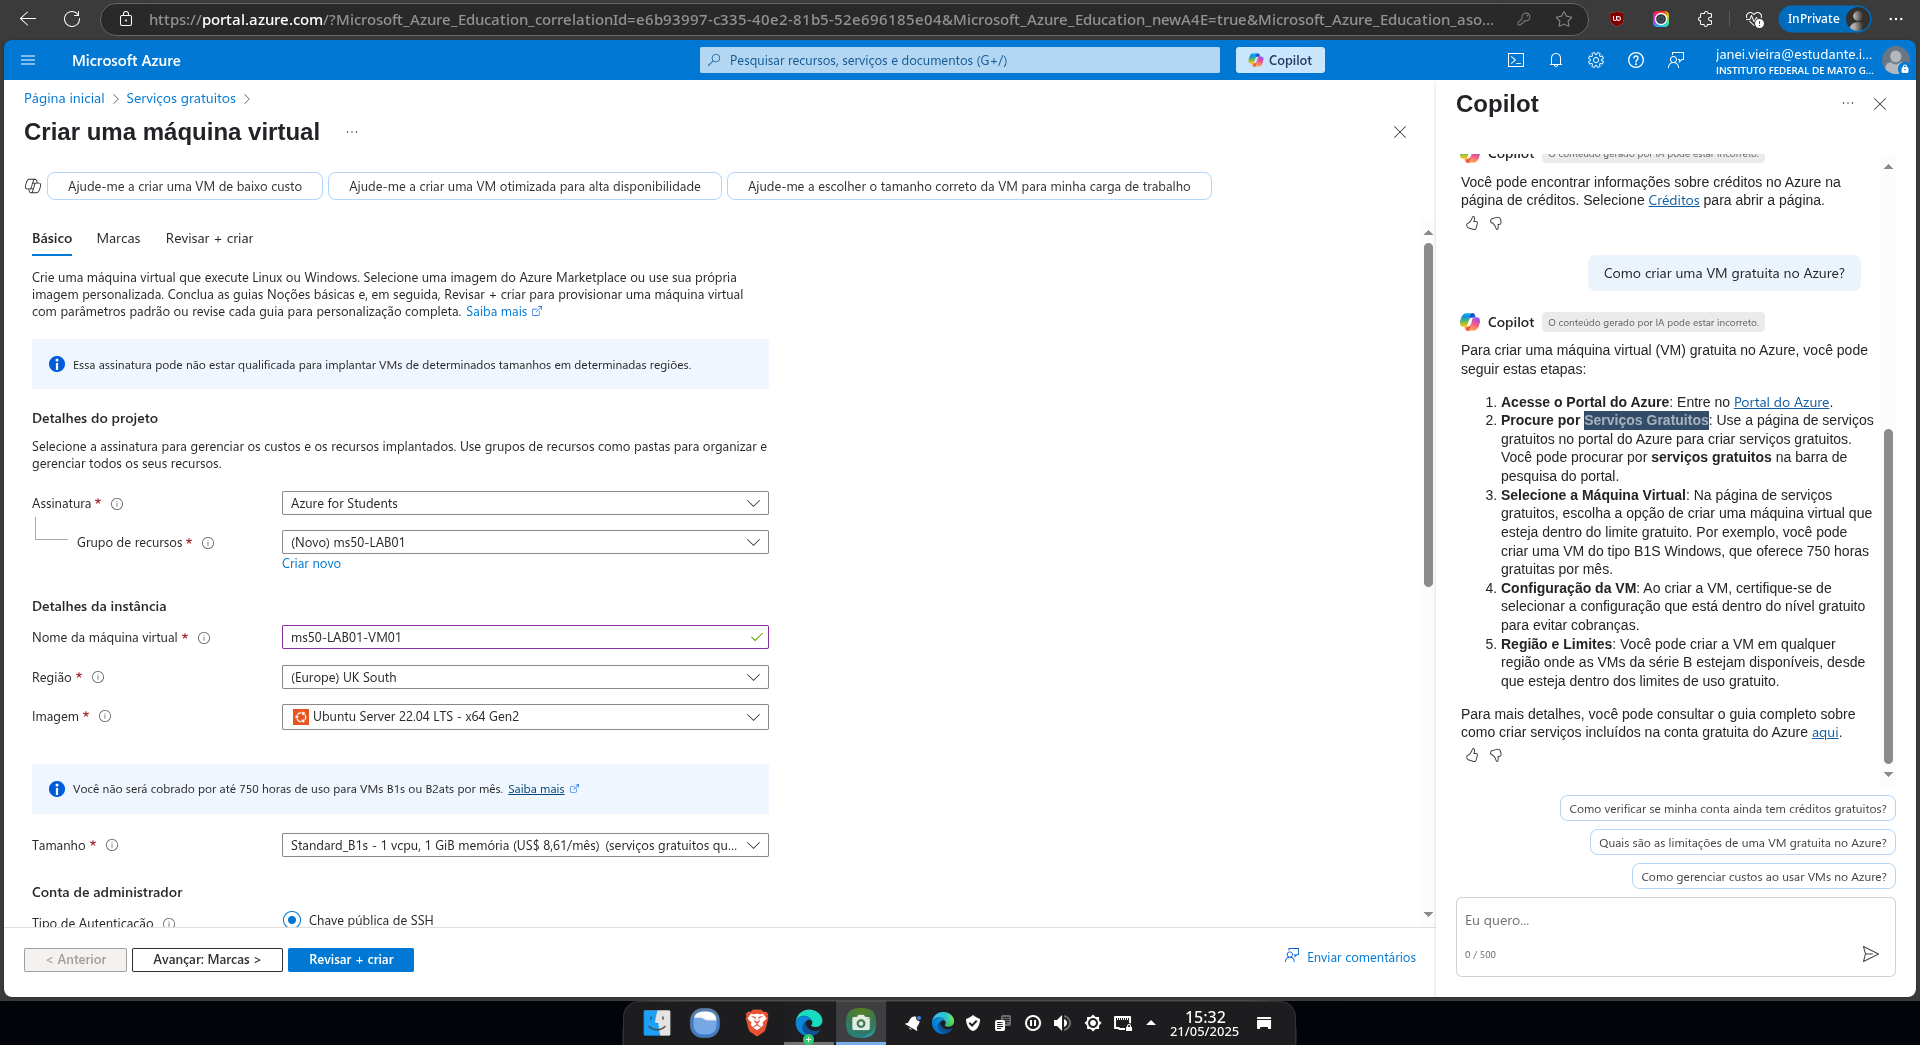 https://portal.azure.com/?Microsoft_Azure_Education_correlationId=e6b93997-c335-40e2-81b5-52e696185e04&Microsoft_Azure_Education_newA4E=true&Microsoft_Azure_Education_aso...
InPrivate
Microsoft Azure
Pesquisar recursos, serviços e documentos (G+/)
Copilot
janei.vieira@estudante.i...
INSTITUTO FEDERAL DE MATO G...
Página inicial > Serviços gratuitos >
Criar uma máquina virtual ...
Ajude-me a criar uma VM de baixo custo
Ajude-me a criar uma VM otimizada para alta disponibilidade
Ajude-me a escolher o tamanho correto da VM para minha carga de trabalho
Básico
Marcas
Revisar + criar
Crie uma máquina virtual que execute Linux ou Windows. Selecione uma imagem do Azure Marketplace ou use sua própria
imagem personalizada. Conclua as guias Noções básicas e, em seguida, Revisar + criar para provisionar uma máquina virtual
com parâmetros padrão ou revise cada guia para personalização completa. Saiba mais
Essa assinatura pode não estar qualificada para implantar VMs de determinados tamanhos em determinadas regiões.
Detalhes do projeto
Selecione a assinatura para gerenciar os custos e os recursos implantados. Use grupos de recursos como pastas para organizar e
gerenciar todos os seus recursos.
Assinatura *
Azure for Students
Grupo de recursos *
(Novo) ms50-LAB01
Criar novo
Detalhes da instância
Nome da máquina virtual *
ms50-LAB01-VM01
Região *
(Europe) UK South
Imagem *
Ubuntu Server 22.04 LTS - x64 Gen2
Você não será cobrado por até 750 horas de uso para VMs B1s ou B2ats por mês. Saiba mais
Tamanho *
Standard_B1s - 1 vcpu, 1 GiB memória (US$ 8,61/mês) (serviços gratuitos qu...
Conta de administrador
Tipo de Autenticação
Chave pública de SSH
< Anterior
Avançar: Marcas >
Revisar + criar
Enviar comentários
Copilot
Copilot O conteúdo gerado por IA pode estar incorreto.
Você pode encontrar informações sobre créditos no Azure na
página de créditos. Selecione Créditos para abrir a página.
Como criar uma VM gratuita no Azure?
Copilot O conteúdo gerado por IA pode estar incorreto.
Para criar uma máquina virtual (VM) gratuita no Azure, você pode
seguir estas etapas:
1. Acesse o Portal do Azure: Entre no Portal do Azure.
2. Procure por Serviços Gratuitos: Use a página de serviços
gratuitos no portal do Azure para criar serviços gratuitos.
Você pode procurar por serviços gratuitos na barra de
pesquisa do portal.
3. Selecione a Máquina Virtual: Na página de serviços
gratuitos, escolha a opção de criar uma máquina virtual que
esteja dentro do limite gratuito. Por exemplo, você pode
criar uma VM do tipo B1S Windows, que oferece 750 horas
gratuitas por mês.
4. Configuração da VM: Ao criar a VM, certifique-se de
selecionar a configuração que está dentro do nível gratuito
para evitar cobranças.
5. Região e Limites: Você pode criar a VM em qualquer
região onde as VMs da série B estejam disponíveis, desde
que esteja dentro dos limites de uso gratuito.
Para mais detalhes, você pode consultar o guia completo sobre
como criar serviços incluídos na conta gratuita do Azure aqui.
Como verificar se minha conta ainda tem créditos gratuitos?
Quais são as limitações de uma VM gratuita no Azure?
Como gerenciar custos ao usar VMs no Azure?
Eu quero...
0 / 500
15:32
21/05/2025